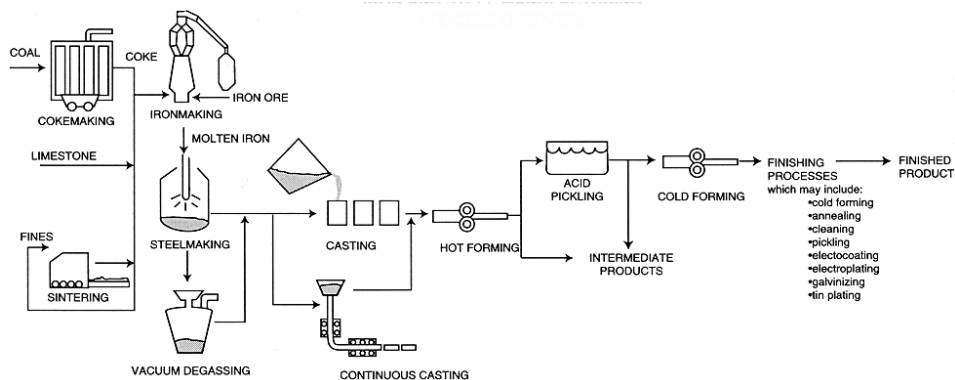 COAL
COKE
COKEMAKING
IRON ORE
IRONMAKING
MOLTEN IRON
LIMESTONE
FINES
SINTERING
STEELMAKING
VACUUM DEGASSING
CASTING
CONTINUOUS CASTING
HOT FORMING
ACID
PICKLING
INTERMEDIATE
PRODUCTS
COLD FORMING
FINISHING
PROCESSES
which may include:
•cold forming
•annealing
•cleaning
•pickling
•electocoating
•electroplating
•galvinizing
•tin plating
FINISHED
PRODUCT